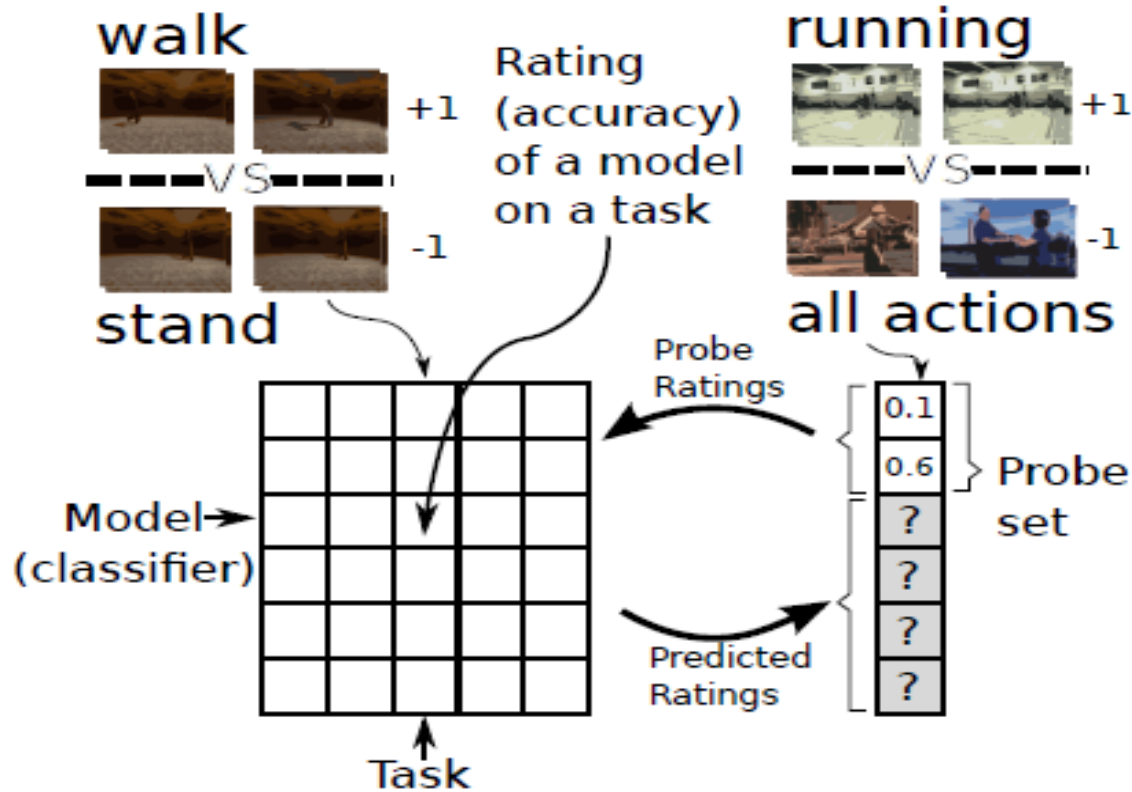 walk
+1
VS
-1
stand
Rating
(accuracy)
of a model
on a task
running
+1
VS
-1
all actions
Probe
Ratings
0.1
0.6
?
?
?
?
Probe
set
Model
(classifier)
Predicted
Ratings
Task